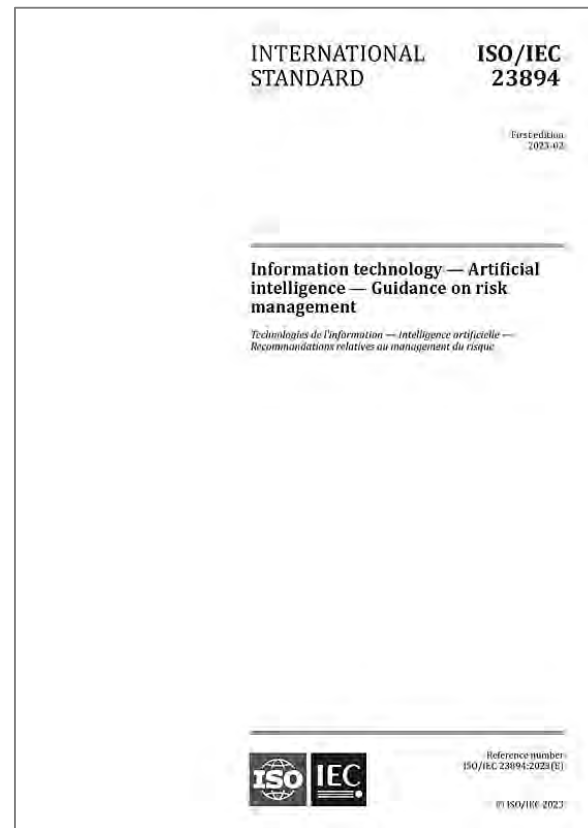 INTERNATIONAL
STANDARD
ISO/IEC
23894
First edition
2023-02
Information technology — Artificial
intelligence — Guidance on risk
management
Technologies de l'information — Intelligence artificielle —
Recommandations relatives au management du risque
ISO
IEC
Reference number
ISO/IEC 23894:2023(E)
© ISO/IEC 2023